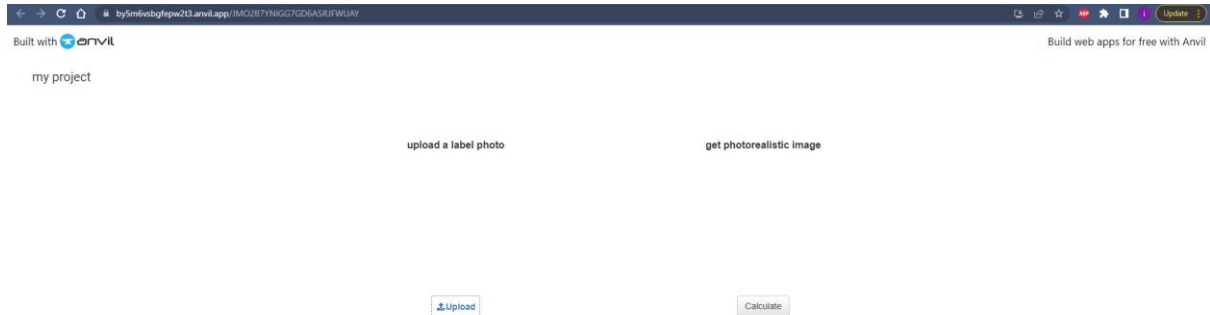 by5m6vsbgfepw2t3.anvil.app/JMO2B7YNIGG7GD6ASRJFWUAY
ABP
i
Update
Built with anvil
Build web apps for free with Anvil
my project
upload a label photo
get photorealistic image
Upload
Calculate